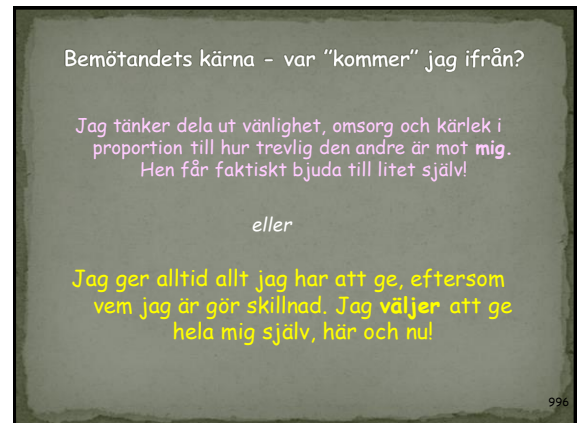 Bemötandets kärna - var ”kommer” jag ifrån?
Jag tänker dela ut vänlighet, omsorg och kärlek i
proportion till hur trevlig den andre är mot mig.
Hen får faktiskt bjuda till litet själv!
eller
Jag ger alltid allt jag har att ge, eftersom
vem jag är gör skillnad. Jag väljer att ge
hela mig själv, här och nu!
996